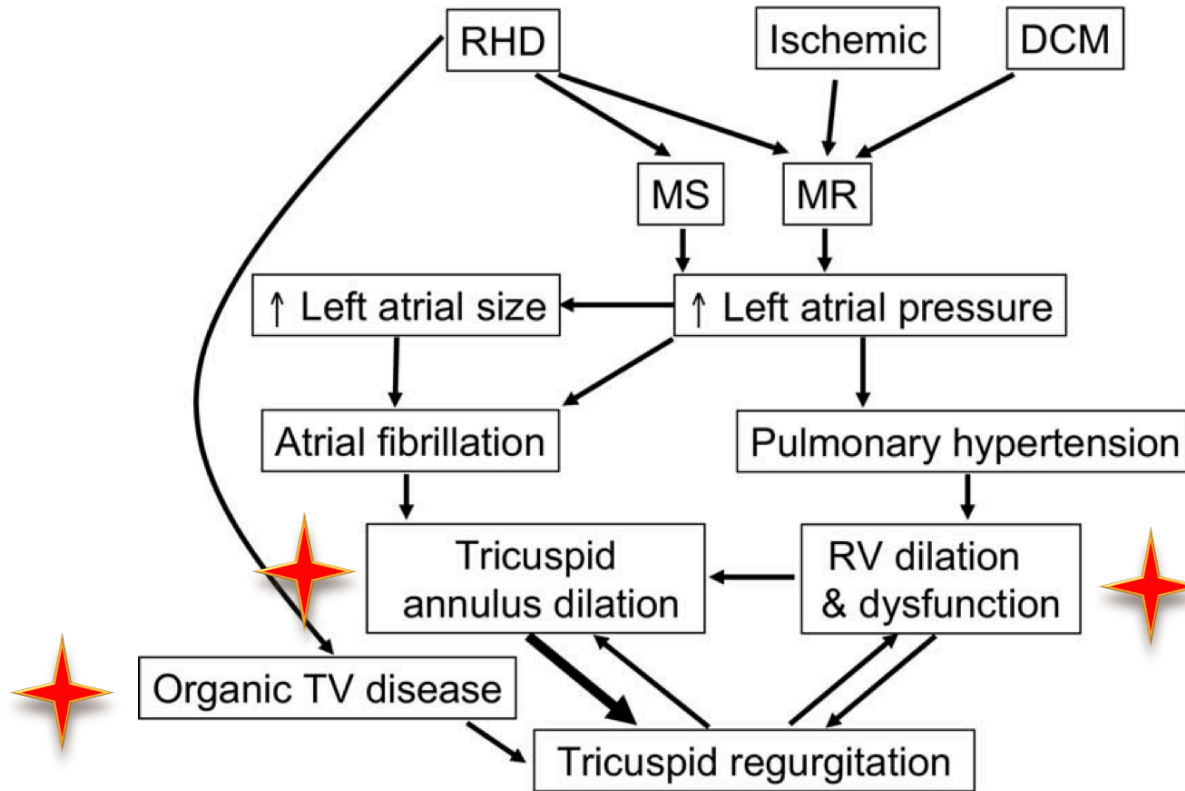 RHD
Ischemic
DCM
MS
MR
↑ Left atrial size
↑ Left atrial pressure
Atrial fibrillation
Pulmonary hypertension
Tricuspid
annulus dilation
RV dilation
& dysfunction
Organic TV disease
Tricuspid regurgitation